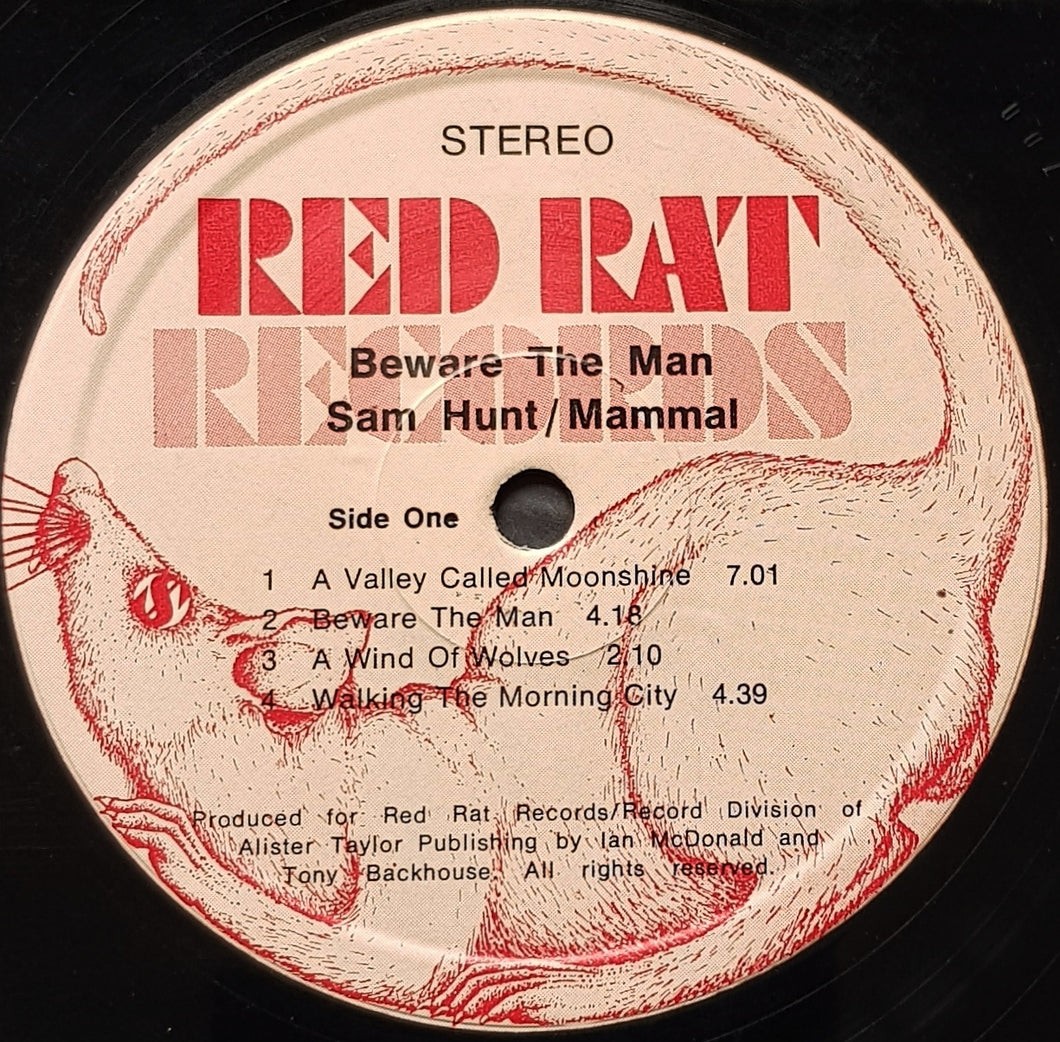 STEREO
RED RAT
RECORDS
Beware The Man
Sam Hunt/Mammal
Side One
1 A Valley Called Moonshine 7.01
2 Beware The Man 4.18
3 A Wind Of Wolves 2.10
4 Walking The Morning City 4.39
Produced for Red Rat Records/Record Division of
Alister Taylor Publishing by Ian McDonald and
Tony Backhouse. All rights reserved.